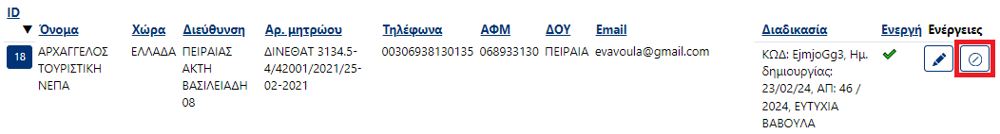 ID
Όνομα Χώρα Διεύθυνση Αρ. μητρώου Τηλέφωνα ΑΦΜ ΔΟΥ Email Διαδικασία Ενεργή Ενέργειες
18 ΑΡΧΑΓΓΕΛΟΣ ΕΛΛΑΔΑ ΠΕΙΡΑΙΑΣ ΔΙΝΕΘΑΤ 3134.5- 00306938130135 068933130 ΠΕΙΡΑΙΑ evavoula@gmail.com ΚΩΔ: EjmjoGg3, Ημ.
ΤΟΥΡΙΣΤΙΚΗ ΑΚΤΗ 4/42001/2021/25- δημιουργίας:
ΝΕΠΑ ΒΑΣΙΛΕΙΑΔΗ 02-2021 23/02/24, ΑΠ: 46 /
08 2024, ΕΥΤΥΧΙΑ
ΒΑΒΟΥΛΑ